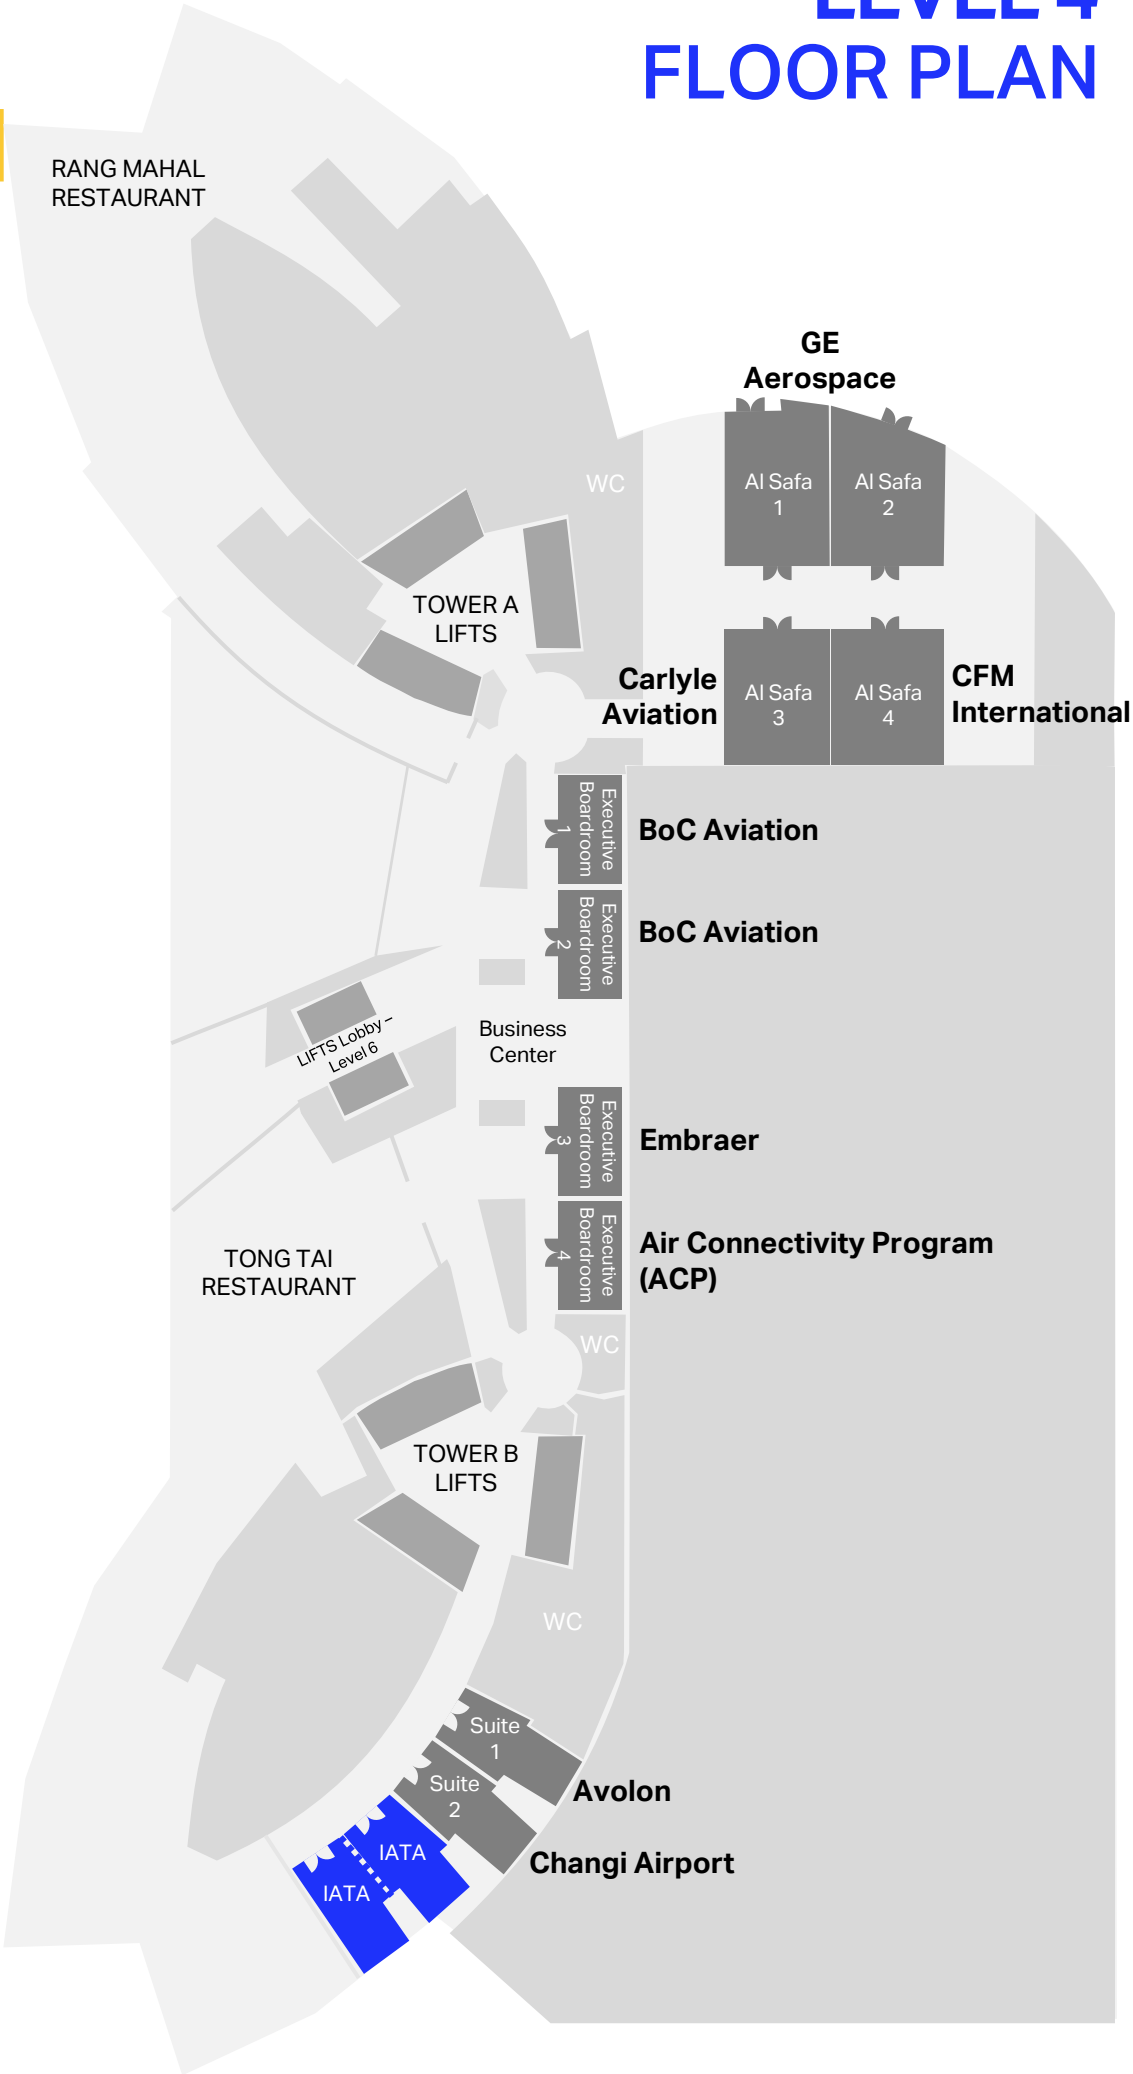 LEVEL 4
FLOOR PLAN
RANG MAHAL
RESTAURANT
GE
Aerospace
WC
Al Safa
1
Al Safa
2
TOWER A
LIFTS
Carlyle
Aviation
Al Safa
3
Al Safa
4
CFM
International
Executive
Boardroom
1
BoC Aviation
Executive
Boardroom
2
BoC Aviation
LIFTS Lobby –
Level 6
Business
Center
Executive
Boardroom
3
Embraer
Executive
Boardroom
4
Air Connectivity Program
(ACP)
TONG TAI
RESTAURANT
WC
TOWER B
LIFTS
WC
Suite
1
Avolon
Suite
2
Changi Airport
IATA
IATA